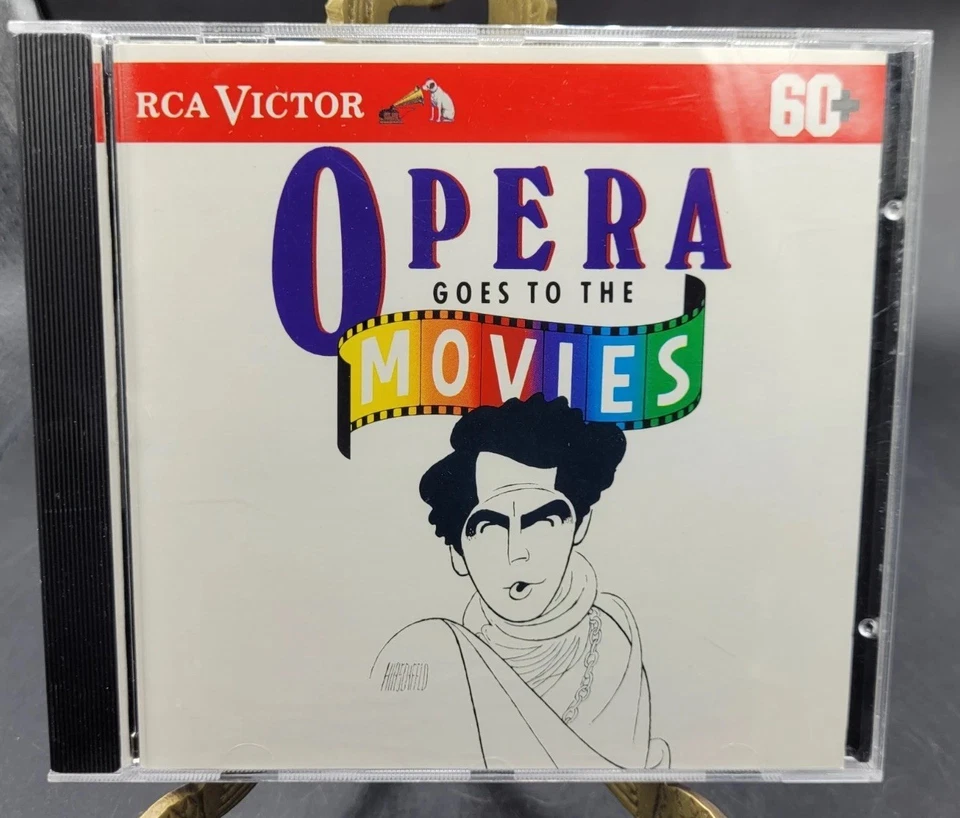 RCA VICTOR
60+
OPERA
GOES TO THE
MOVIES
HIRSCHFELD